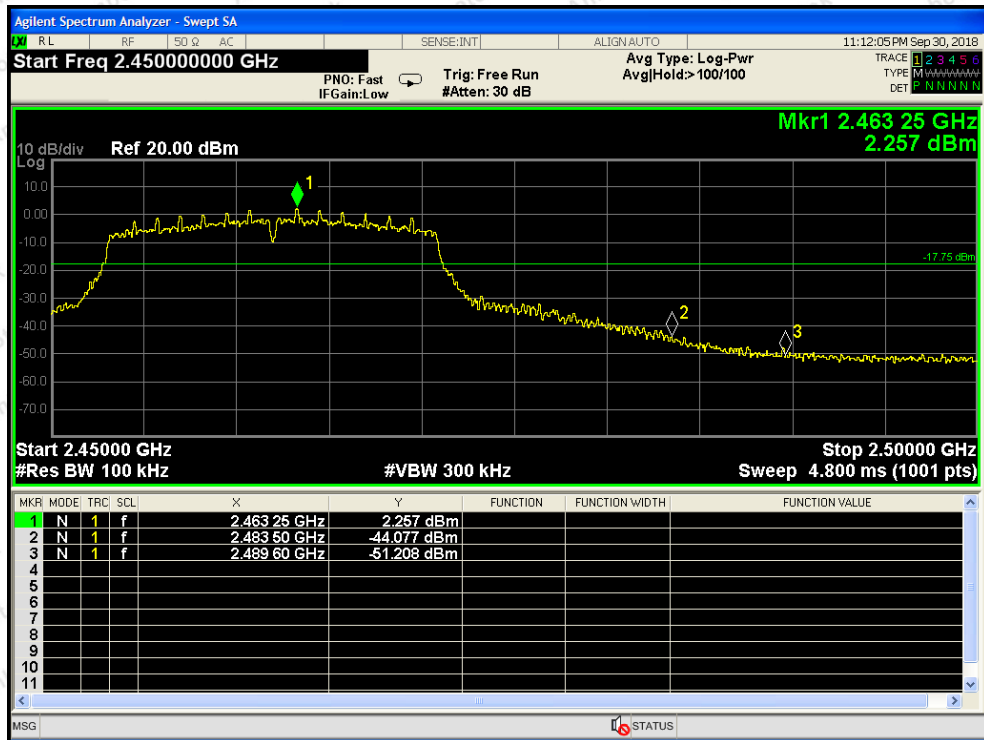 Agilent Spectrum Analyzer - Swept SA
LXI RL RF 50 Ω AC SENSE:INT ALIGNAUTO 11:12:05PM Sep 30, 2018
Start Freq 2.450000000 GHz
PNO: Fast
IFGain:Low
Trig: Free Run
#Atten: 30 dB
Avg Type: Log-Pwr
Avg|Hold:> 100/100
TRACE 1 2 3 4 5 6
TYPE M
DET P N N N N N
Mkr1 2.463 25 GHz
2.257 dBm
10 dB/div Ref 20.00 dBm
Log
10.0
0.00
-10.0
-20.0
-30.0
-40.0
-50.0
-60.0
-70.0
1
-17.75 dBm
2
3
Start 2.45000 GHz Stop 2.50000 GHz
#Res BW 100 kHz #VBW 300 kHz Sweep 4.800 ms (1001 pts)
MKR MODE TRC SCL X Y FUNCTION FUNCTION WIDTH FUNCTION VALUE
1 N 1 f 2.463 25 GHz 2.257 dBm
2 N 1 f 2.483 50 GHz -44.077 dBm
3 N 1 f 2.489 60 GHz -51.208 dBm
4
5
6
7
8
9
10
11
MSG STATUS